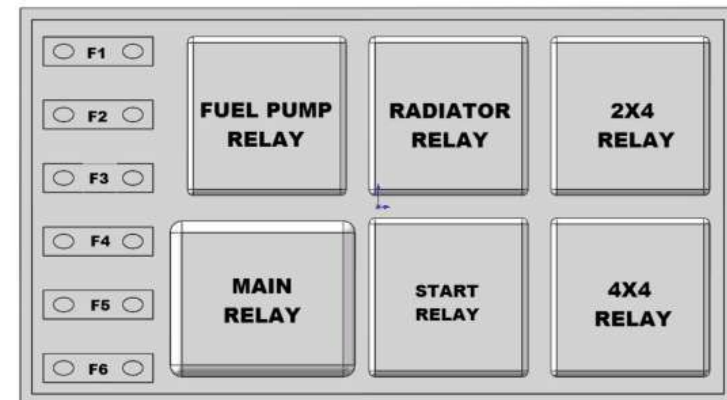 F1
F2
F3
F4
F5
F6
FUEL PUMP
RELAY
RADIATOR
RELAY
2X4
RELAY
MAIN
RELAY
START
RELAY
4X4
RELAY